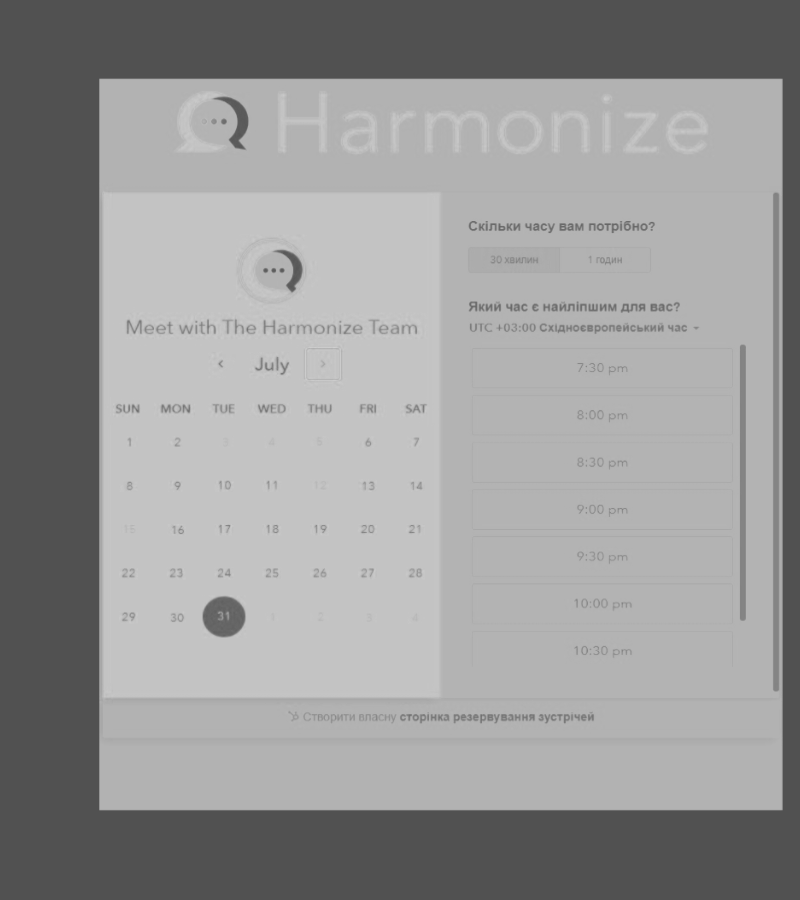 Harmonize
Meet with The Harmonize Team
July
SUN MON TUE WED THU FRI SAT
1 2 3 4 5 6 7
8 9 10 11 12 13 14
15 16 17 18 19 20 21
22 23 24 25 26 27 28
29 30 31 1 2 3 4
Скільки часу вам потрібно?
30 хвилин 1 годин
Який час є найліпшим для вас?
UTC +03:00 Східноєвропейський час
7:30 pm
8:00 pm
8:30 pm
9:00 pm
9:30 pm
10:00 pm
10:30 pm
Створити власну сторінка резервування зустрічей